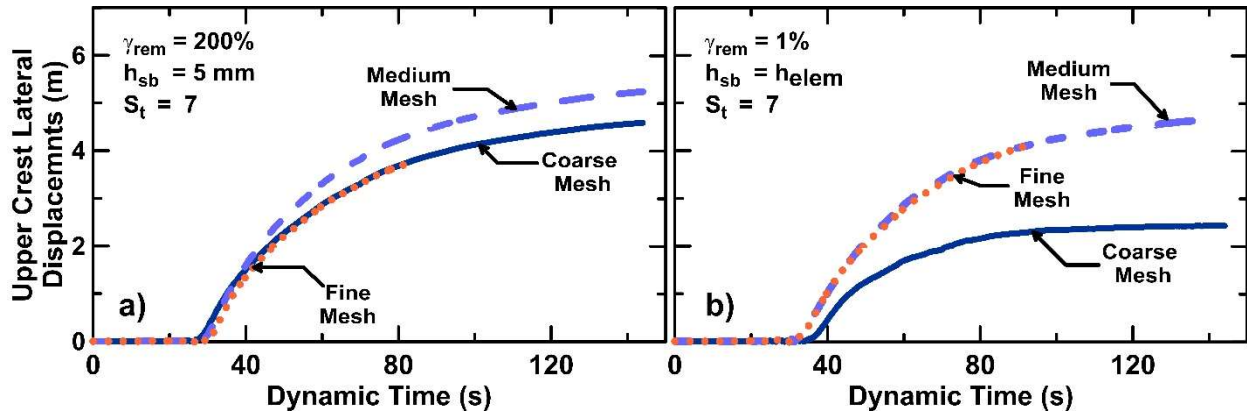 Upper Crest Lateral
Displacemnts (m)
6
4
2
0
γrem = 200%
hsb = 5 mm
St = 7
Medium
Mesh
Coarse
Mesh
Fine
Mesh
a)
0
40
80
120
Dynamic Time (s)
γrem = 1%
hsb = helem
St = 7
Medium
Mesh
Fine
Mesh
Coarse
Mesh
b)
0
40
80
120
Dynamic Time (s)